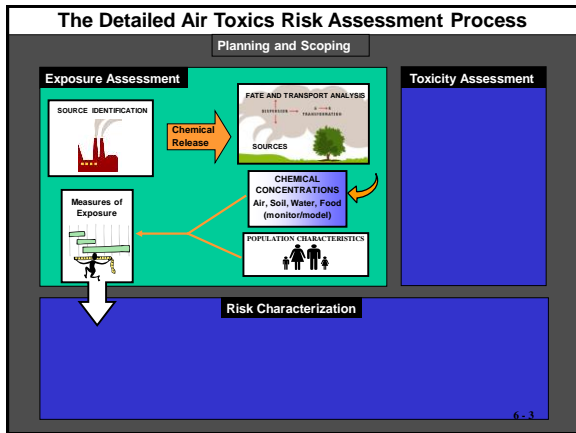 The Detailed Air Toxics Risk Assessment Process
Planning and Scoping
Exposure Assessment
SOURCE IDENTIFICATION
Chemical
Release
FATE AND TRANSPORT ANALYSIS
DISPERSION
A
B
TRANSFORMATION
SOURCES
CHEMICAL
CONCENTRATIONS
Air, Soil, Water, Food
(monitor/model)
POPULATION CHARACTERISTICS
Measures of
Exposure
Toxicity Assessment
Risk Characterization
6 - 3